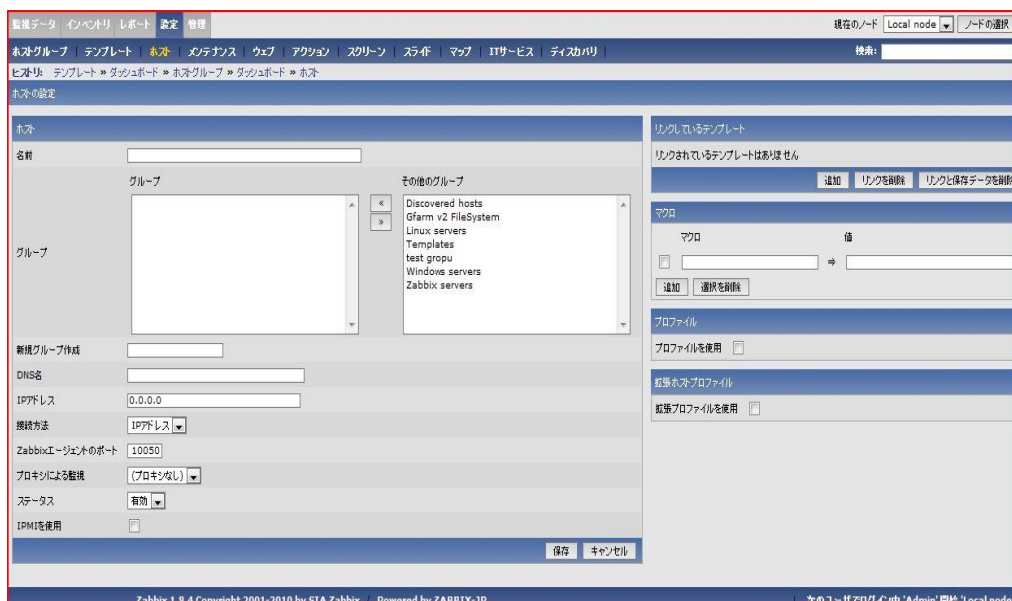 監視データ インベントリ レポート 設定 管理
現在のノード Local node ノードの選択
ホストグループ | テンプレート | ホスト | メンテナンス | ウェブ | アクション | スクリーン | スライド | マップ | ITサービス | ディスカバリ |
検索:
ヒストリ: テンプレート » ダッシュボード » ホストグループ » ダッシュボード » ホスト
ホストの設定
ホスト
名前
グループ
グループ
その他のグループ
«
»
Discovered hosts
Gfarm v2 FileSystem
Linux servers
Templates
test gropu
Windows servers
Zabbix servers
新規グループ作成
DNS名
IPアドレス 0.0.0.0
接続方法 IPアドレス
Zabbixエージェントのポート 10050
プロキシによる監視 (プロキシなし)
ステータス 有効
IPMIを使用
保存 キャンセル
リンクしているテンプレート
リンクされているテンプレートはありません
追加 リンクを削除 リンクと保存データを削除
マクロ
マクロ 値
⇒
追加 選択を削除
プロファイル
プロファイルを使用
拡張ホストプロファイル
拡張プロファイルを使用
Zabbix 1.8.4 Copyright 2001-2010 by SIA Zabbix | Powered by ZABBIX-JP
次のユーザでログイン中 'Admin' 開始 'Local node'